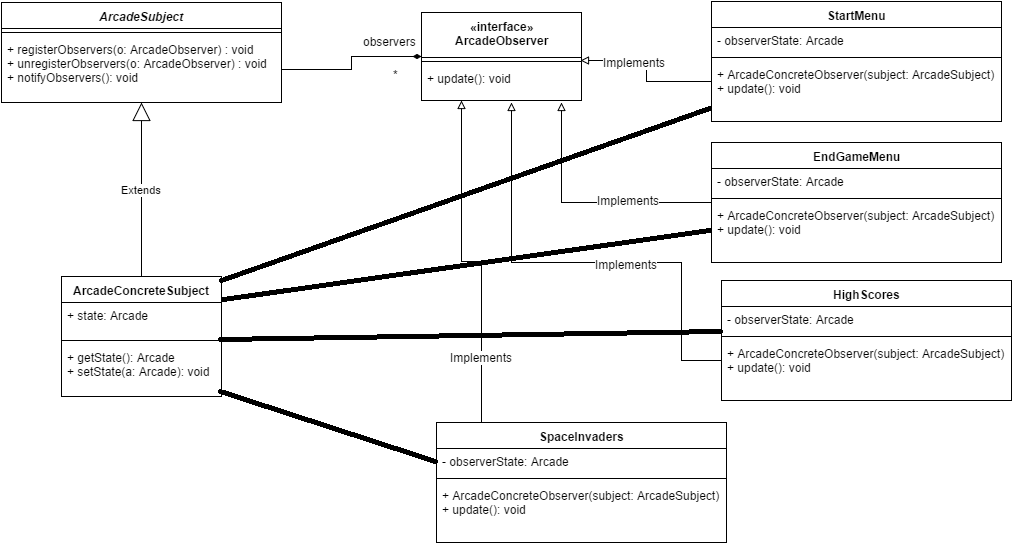 ArcadeSubject
+ registerObservers(o: ArcadeObserver) : void
+ unregisterObservers(o: ArcadeObserver) : void
+ notifyObservers(): void
observers
*
«interface»
ArcadeObserver
+ update(): void
StartMenu
- observerState: Arcade
+ ArcadeConcreteObserver(subject: ArcadeSubject)
+ update(): void
Implements
EndGameMenu
- observerState: Arcade
+ ArcadeConcreteObserver(subject: ArcadeSubject)
+ update(): void
Implements
Extends
ArcadeConcreteSubject
+ state: Arcade
+ getState(): Arcade
+ setState(a: Arcade): void
Implements
HighScores
- observerState: Arcade
+ ArcadeConcreteObserver(subject: ArcadeSubject)
+ update(): void
Implements
SpaceInvaders
- observerState: Arcade
+ ArcadeConcreteObserver(subject: ArcadeSubject)
+ update(): void